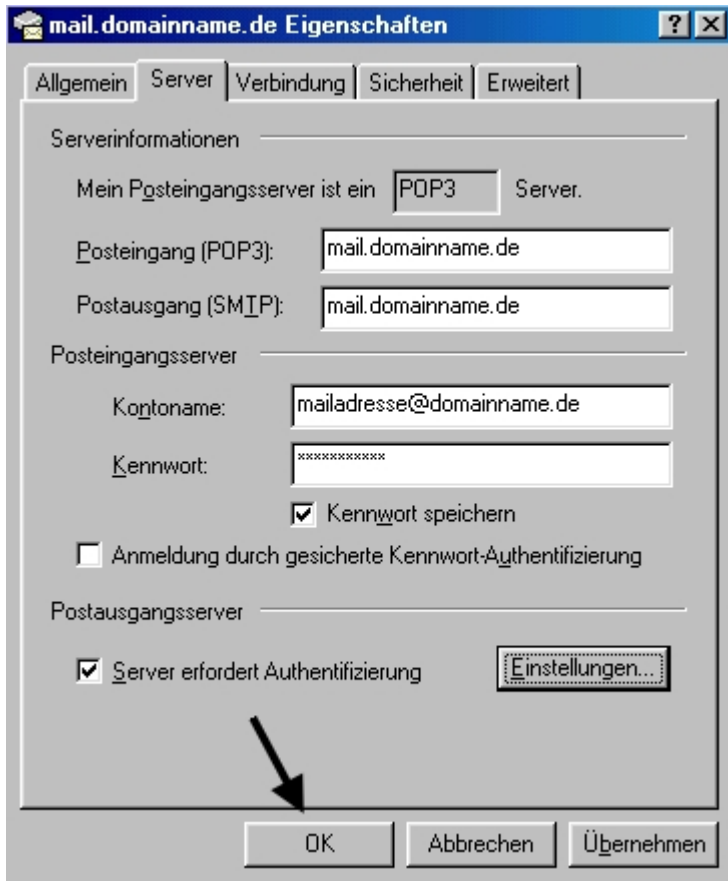 mail.domainname.de Eigenschaften
Allgemein Server Verbindung Sicherheit Erweitert
Serverinformationen
Mein Posteingangsserver ist ein POP3 Server.
Posteingang (POP3): mail.domainname.de
Postausgang (SMTP): mail.domainname.de
Posteingangsserver
Kontoname: mailadresse@domainname.de
Kennwort: ***********
Kennwort speichern
Anmeldung durch gesicherte Kennwort-Authentifizierung
Postausgangsserver
Server erfordert Authentifizierung Einstellungen...
OK Abbrechen Übernehmen